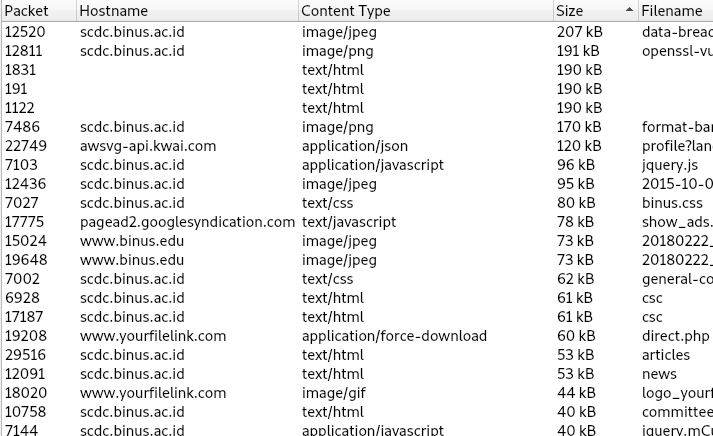 Packet Hostname Content Type Size Filename
12520 scdc.binus.ac.id image/jpeg 207 kB data-breac
12811 scdc.binus.ac.id image/png 191 kB openssl-vu
1831 text/html 190 kB
191 text/html 190 kB
1122 text/html 190 kB
7486 scdc.binus.ac.id image/png 170 kB format-bar
22749 awsvg-api.kwai.com application/json 120 kB profile?lan
7103 scdc.binus.ac.id application/javascript 96 kB jquery.js
12436 scdc.binus.ac.id image/jpeg 95 kB 2015-10-0
7027 scdc.binus.ac.id text/css 80 kB binus.css
17775 pagead2.googlesyndication.com text/javascript 78 kB show_ads.
15024 www.binus.edu image/jpeg 73 kB 20180222_
19648 www.binus.edu image/jpeg 73 kB 20180222_
7002 scdc.binus.ac.id text/css 62 kB general-co
6928 scdc.binus.ac.id text/html 61 kB csc
17187 scdc.binus.ac.id text/html 61 kB csc
19208 www.yourfilelink.com application/force-download 60 kB direct.php
29516 scdc.binus.ac.id text/html 53 kB articles
12091 scdc.binus.ac.id text/html 53 kB news
18020 www.yourfilelink.com image/gif 44 kB logo_yourf
10758 scdc.binus.ac.id text/html 40 kB committee
7144 scdc.binus.ac.id application/javascript 40 kB jquery.mCu